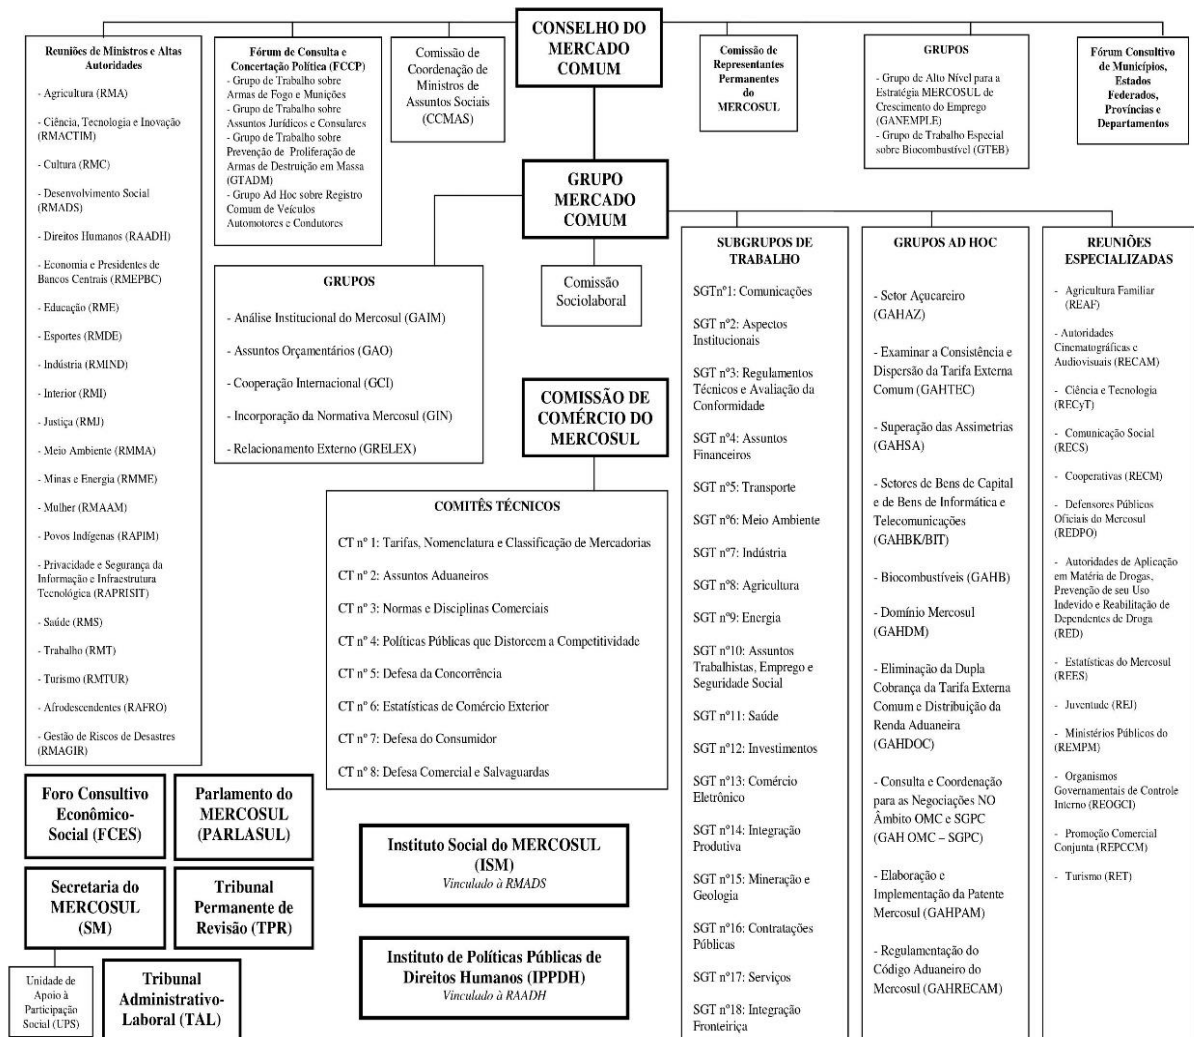 CONSELHO DO
MERCADO
COMUM
Reuniões de Ministros e Altas
Autoridades
- Agricultura (RMA)
- Ciência, Tecnologia e Inovação
(RMACTIM)
- Cultura (RMC)
- Desenvolvimento Social
(RMADS)
- Direitos Humanos (RAADH)
- Economia e Presidentes de
Bancos Centrais (RMEPBC)
- Educação (RME)
- Esportes (RMDE)
- Indústria (RMIND)
- Interior (RMI)
- Justiça (RMJ)
- Meio Ambiente (RMMA)
- Minas e Energia (RMME)
- Mulher (RMAAM)
- Povos Indígenas (RAPIM)
- Privacidade e Segurança da
Informação e Infraestrutura
Tecnológica (RAPRISIT)
- Saúde (RMS)
- Trabalho (RMT)
- Turismo (RMTUR)
- Afrodescendentes (RAFRO)
- Gestão de Riscos de Desastres
(RMAGIR)
Fórum de Consulta e
Concertação Política (FCCP)
- Grupo de Trabalho sobre
Armas de Fogo e Munições
- Grupo de Trabalho sobre
Assuntos Jurídicos e Consulares
- Grupo de Trabalho sobre
Prevenção de Proliferação de
Armas de Destruição em Massa
(GTADM)
- Grupo Ad Hoc sobre Registro
Comum de Veículos
Automotores e Condutores
Comissão de
Coordenação de
Ministros de
Assuntos Sociais
(CCMAS)
Comissão de
Representantes
Permanentes
do
MERCOSUL
GRUPOS
- Grupo de Alto Nível para a
Estratégia MERCOSUL de
Crescimento do Emprego
(GANEMPLE)
- Grupo de Trabalho Especial
sobre Biocombustível (GTEB)
Fórum Consultivo
de Municípios,
Estados
Federados,
Províncias e
Departamentos
GRUPO
MERCADO
COMUM
GRUPOS
- Análise Institucional do Mercosul (GAIM)
- Assuntos Orçamentários (GAO)
- Cooperação Internacional (GCI)
- Incorporação da Normativa Mercosul (GIN)
- Relacionamento Externo (GRELEX)
Comissão
Sociolaboral
COMISSÃO DE
COMÉRCIO DO
MERCOSUL
COMITÊS TÉCNICOS
CT nº 1: Tarifas, Nomenclatura e Classificação de Mercadorias
CT nº 2: Assuntos Aduaneiros
CT nº 3: Normas e Disciplinas Comerciais
CT nº 4: Políticas Públicas que Distorcem a Competitividade
CT nº 5: Defesa da Concorrência
CT nº 6: Estatísticas de Comércio Exterior
CT nº 7: Defesa do Consumidor
CT nº 8: Defesa Comercial e Salvaguardas
SUBGRUPOS DE
TRABALHO
SGTnº1: Comunicações
SGT nº2: Aspectos
Institucionais
SGT nº3: Regulamentos
Técnicos e Avaliação da
Conformidade
SGT nº4: Assuntos
Financeiros
SGT nº5: Transporte
SGT nº6: Meio Ambiente
SGT nº7: Indústria
SGT nº8: Agricultura
SGT nº9: Energia
SGT nº10: Assuntos
Trabalhistas, Emprego e
Seguridade Social
SGT nº11: Saúde
SGT nº12: Investimentos
SGT nº13: Comércio
Eletrônico
SGT nº14: Integração
Produtiva
SGT nº15: Mineração e
Geologia
SGT nº16: Contratações
Públicas
SGT nº17: Serviços
SGT nº18: Integração
Fronteiriça
GRUPOS AD HOC
- Setor Açucareiro
(GAHAZ)
- Examinar a Consistência e
Dispersão da Tarifa Externa
Comum (GAHTEC)
- Superação das Assimetrias
(GAHSA)
- Setores de Bens de Capital
e de Bens de Informática e
Telecomunicações
(GAHBK/BIT)
- Biocombustíveis (GAHB)
- Domínio Mercosul
(GAHDM)
- Eliminação da Dupla
Cobrança da Tarifa Externa
Comum e Distribuição da
Renda Aduaneira
(GAHDOC)
- Consulta e Coordenação
para as Negociações NO
Âmbito OMC e SGPC
(GAH OMC – SGPC)
- Elaboração e
Implementação da Patente
Mercosul (GAHPAM)
- Regulamentação do
Código Aduaneiro do
Mercosul (GAHRECAM)
REUNIÕES
ESPECIALIZADAS
- Agricultura Familiar
(REAF)
- Autoridades
Cinematográficas e
Audiovisuais (RECAM)
- Ciência e Tecnologia
(RECyT)
- Comunicação Social
(RECS)
- Cooperativas (RECM)
- Defensores Públicos
Oficiais do Mercosul
(REDPO)
- Autoridades de Aplicação
em Matéria de Drogas,
Prevenção de seu Uso
Indevido e Reabilitação de
Dependentes de Droga
(RED)
- Estatísticas do Mercosul
(REES)
- Juventude (REJ)
- Ministérios Públicos do
(REMPM)
- Organismos
Governamentais de Controle
Interno (REOGCI)
- Promoção Comercial
Conjunta (REPCCM)
- Turismo (RET)
Foro Consultivo
Econômico-
Social (FCES)
Parlamento do
MERCOSUL
(PARLASUL)
Secretaria do
MERCOSUL
(SM)
Tribunal
Permanente de
Revisão (TPR)
Unidade de
Apoio à
Participação
Social (UPS)
Tribunal
Administrativo-
Laboral (TAL)
Instituto Social do MERCOSUL
(ISM)
Vinculado à RMADS
Instituto de Políticas Públicas de
Direitos Humanos (IPPDH)
Vinculado à RAADH